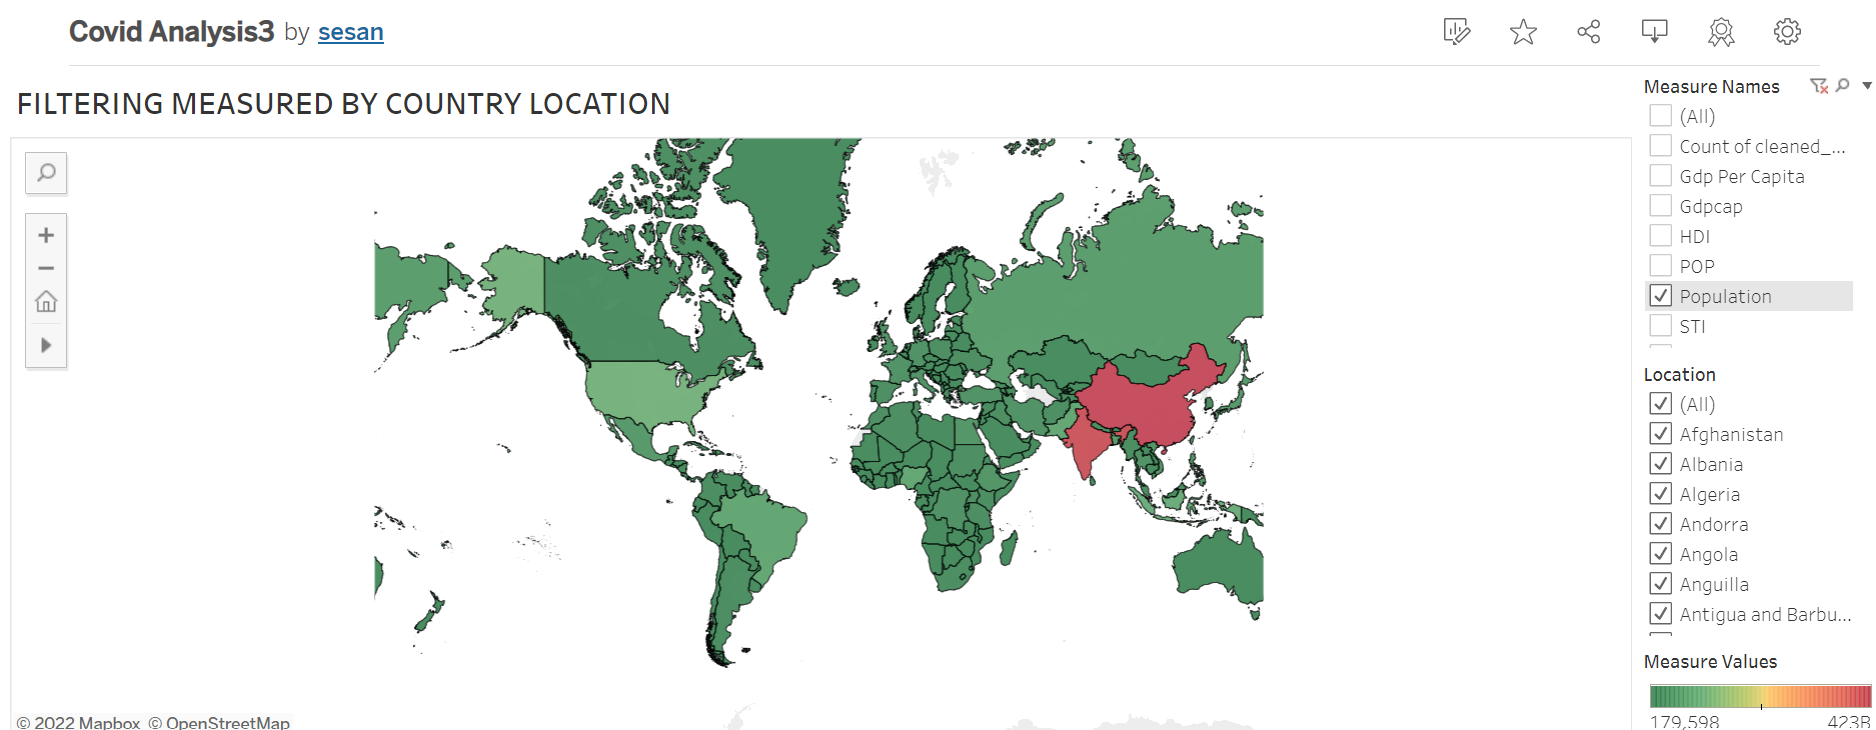 Covid Analysis3 by sesan
FILTERING MEASURED BY COUNTRY LOCATION
Measure Names
(All)
Count of cleaned_...
Gdp Per Capita
Gdpcap
HDI
POP
Population
STI
Location
(All)
Afghanistan
Albania
Algeria
Andorra
Angola
Anguilla
Antigua and Barbu...
Measure Values
179,598 423B
© 2022 Mapbox © OpenStreetMap